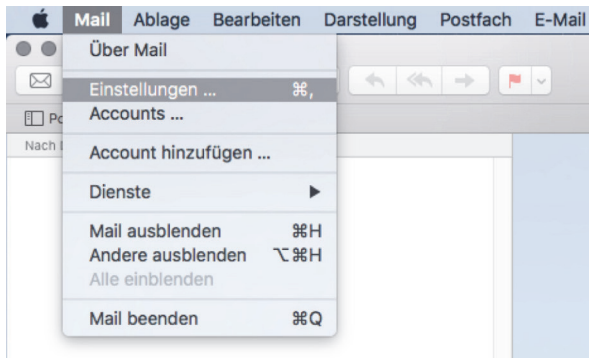 Mail Ablage Bearbeiten Darstellung Postfach E-Mail
Über Mail
Einstellungen ... ⌘,
Accounts ...
Nach
Account hinzufügen ...
Dienste ▶
Mail ausblenden ⌘H
Andere ausblenden ⌥⌘H
Alle einblenden
Mail beenden ⌘Q